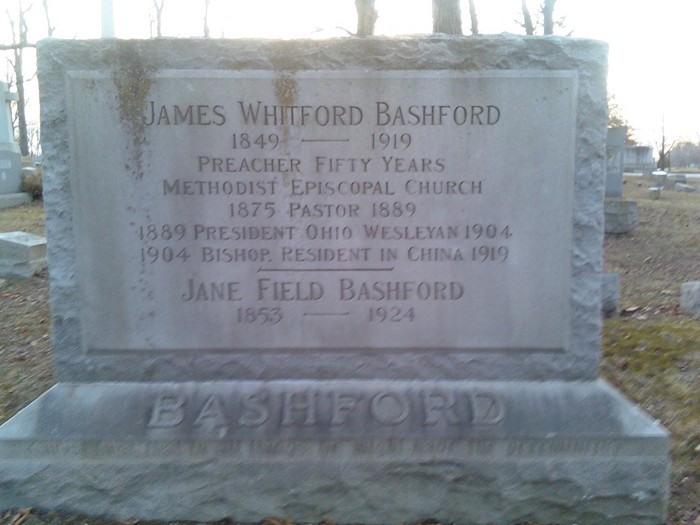 JAMES WHITFORD BASHFORD
1849 — 1919
PREACHER FIFTY YEARS
METHODIST EPISCOPAL CHURCH
1875 PASTOR 1889
1889 PRESIDENT OHIO WESLEYAN 1904
1904 BISHOP, RESIDENT IN CHINA 1919
JANE FIELD BASHFORD
1853 — 1924
BASHFORD